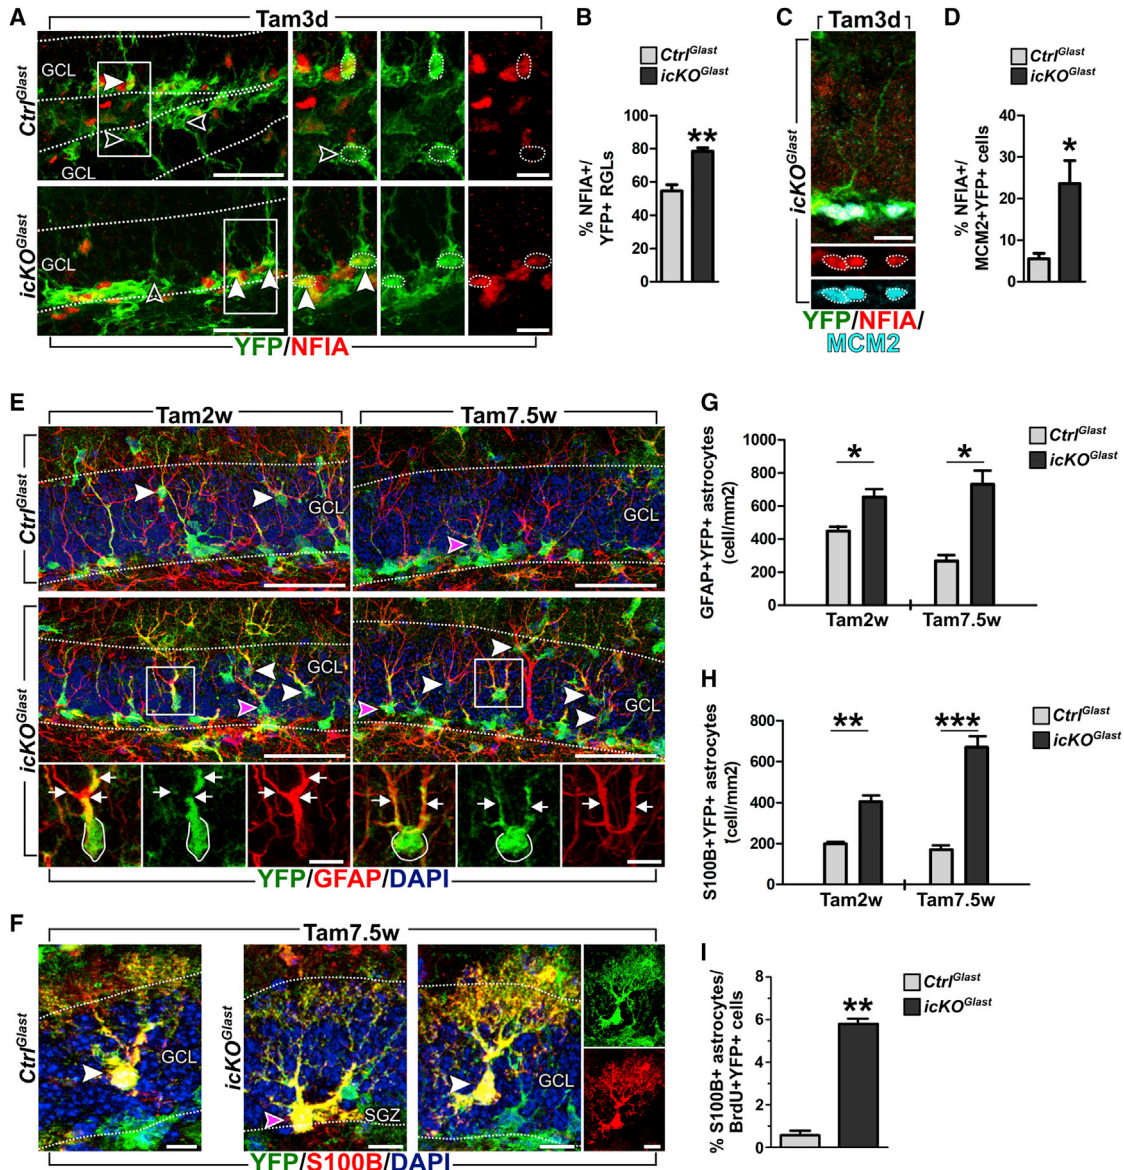 A
Tam3d
Ctrl^Glast
GCL
GCL
icKO^Glast
GCL
YFP/NFIA
B
Ctrl^Glast
icKO^Glast
**
% NFIA+/
YFP+ RGLs
100
80
60
40
20
0
C
Tam3d
icKO^Glast
YFP/NFIA/
MCM2
D
Ctrl^Glast
icKO^Glast
*
% NFIA+/
MCM2+YFP+ cells
40
30
20
10
0
E
Tam2w
Tam7.5w
Ctrl^Glast
GCL
GCL
icKO^Glast
GCL
GCL
YFP/GFAP/DAPI
F
Tam7.5w
Ctrl^Glast
GCL
icKO^Glast
SGZ
GCL
YFP/S100B/DAPI
G
GFAP+YFP+ astrocytes
(cell/mm2)
1000
800
600
400
200
0
*
*
Tam2w
Tam7.5w
Ctrl^Glast
icKO^Glast
H
S100B+YFP+ astrocytes
(cell/mm2)
800
600
400
200
0
**
***
Tam2w
Tam7.5w
Ctrl^Glast
icKO^Glast
I
% S100B+ astrocytes/
BrdU+YFP+ cells
8
6
4
2
0
**
Ctrl^Glast
icKO^Glast